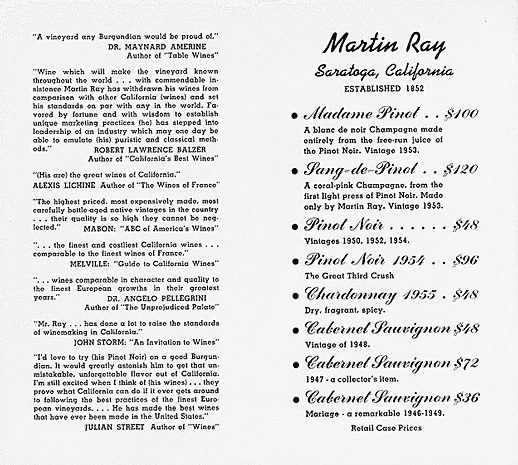 "A vineyard any Burgundian would be proud of."
DR. MAYNARD AMERINE
Author of "Table Wines"
"Wine which will make the vineyard known
throughout the world . . . with commendable in-
sistence Martin Ray has withdrawn his wines from
comparison with other California (wines) and set
his standards on par with any in the world. Fa-
vored by fortune and with wisdom to establish
unique marketing practices (he) has stepped into
leadership of an industry which may one day be
able to emulate (his) puristic and classical meth-
ods."
ROBERT LAWRENCE BALZER
Author of "California's Best Wines"
"(His are) the great wines of California."
ALEXIS LICHINE Author of "The Wines of France"
"The highest priced, most expensively made, most
carefully bottle-aged native vintages in the country
. . . their quality is so high they cannot be neg-
lected."
MABON: "ABC of America's Wines"
". . . the finest and costliest California wines . . .
comparable to the finest wines of France."
MELVILLE: "Guide to California Wines"
". . . wines comparable in character and quality to
the finest European growths in their greatest
years."
DR. ANGELO PELLEGRINI
Author of "The Unprejudiced Palate"
"Mr. Ray . . . has done a lot to raise the standards
of winemaking in California."
JOHN STORM: "An Invitation to Wines"
"I'd love to try (his Pinot Noir) on a good Burgun-
dian. It would greatly astonish him to get that un-
mistakable, unforgettable flavor out of California.
I'm still excited when I think of (his wines) . . . they
prove what California can do if it ever gets around
to following the best practices of the finest Euro-
pean vineyards. . . . He has made the best wines
that have ever been made in the United States."
JULIAN STREET Author of "Wines"
Martin Ray
Saratoga, California
ESTABLISHED 1852
• Madame Pinot . . $100
A blanc de noir Champagne made
entirely from the free-run juice of
the Pinot Noir. Vintage 1953.
• Sang-de-Pinot . . $120
A coral-pink Champagne, from the
first light press of Pinot Noir. Made
only by Martin Ray. Vintage 1953.
• Pinot Noir . . . . . . $48
Vintages 1950, 1952, 1954.
• Pinot Noir 1954 . . $96
The Great Third Crush
• Chardonnay 1955 . $48
Dry, fragrant, spicy.
• Cabernet Sauvignon $48
Vintage of 1948.
• Cabernet Sauvignon $72
1947 - a collector's item.
• Cabernet Sauvignon $36
Mariage - a remarkable 1946-1949.
Retail Case Prices